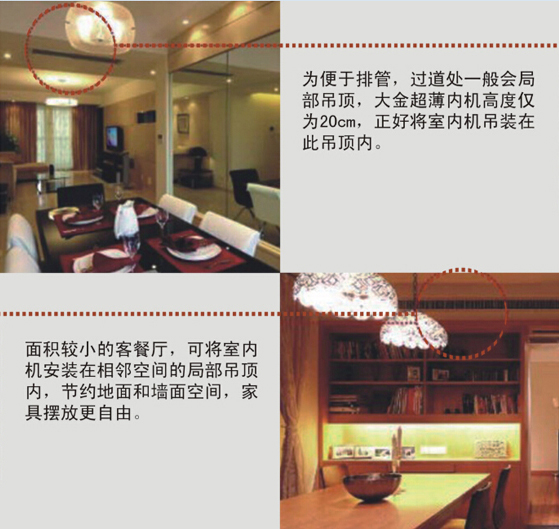 为便于排管，过道处一般会局
部吊顶，大金超薄内机高度仅
为20cm，正好将室内机吊装在
此吊顶内。
面积较小的客餐厅，可将室内
机安装在相邻空间的局部吊顶
内，节约地面和墙面空间，家
具摆放更自由。